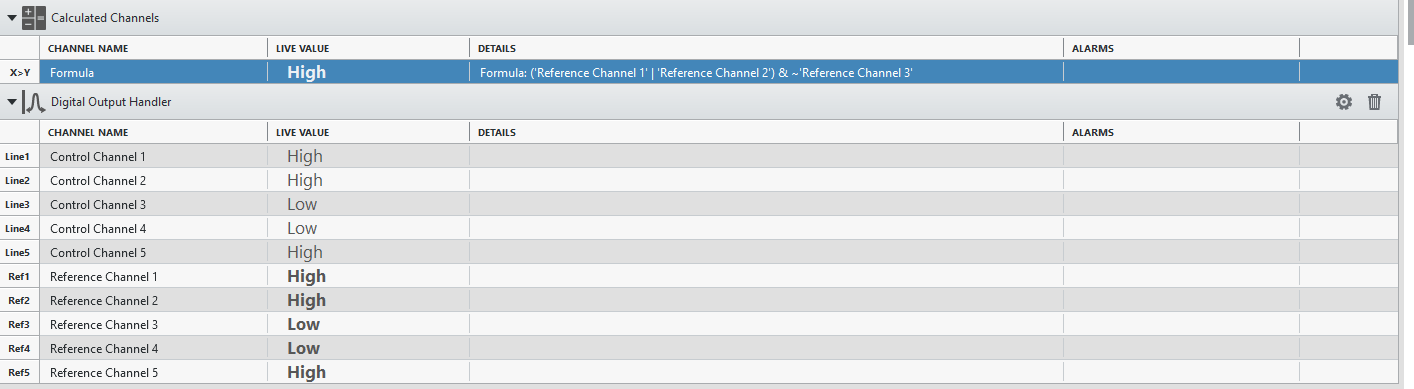 Calculated Channels
CHANNEL NAME LIVE VALUE DETAILS ALARMS
X>Y Formula High Formula: ('Reference Channel 1' | 'Reference Channel 2') & ~'Reference Channel 3'
Digital Output Handler
CHANNEL NAME LIVE VALUE DETAILS ALARMS
Line1 Control Channel 1 High
Line2 Control Channel 2 High
Line3 Control Channel 3 Low
Line4 Control Channel 4 Low
Line5 Control Channel 5 High
Ref1 Reference Channel 1 High
Ref2 Reference Channel 2 High
Ref3 Reference Channel 3 Low
Ref4 Reference Channel 4 Low
Ref5 Reference Channel 5 High